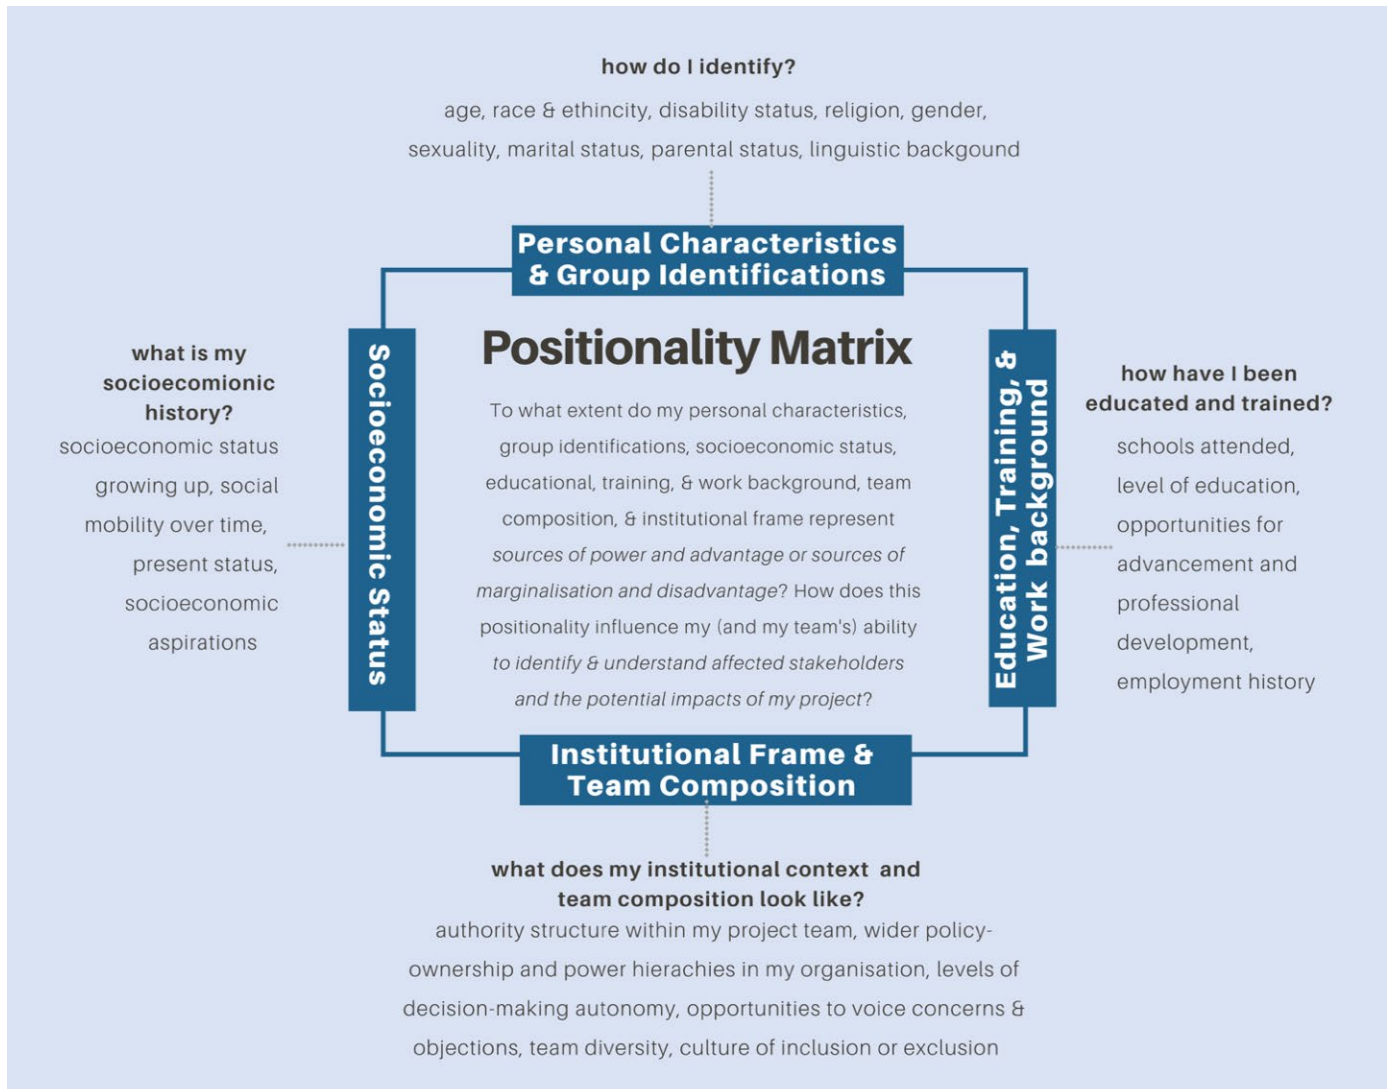 how do I identify?
age, race & ethincity, disability status, religion, gender,
sexuality, marital status, parental status, linguistic backgound
Personal Characteristics
& Group Identifications
what is my
socioecomionic
history?
socioeconomic status
growing up, social
mobility over time,
present status,
socioeconomic
aspirations
Socioeconomic Status
Positionality Matrix
To what extent do my personal characteristics,
group identifications, socioeconomic status,
educational, training, & work background, team
composition, & institutional frame represent
sources of power and advantage or sources of
marginalisation and disadvantage? How does this
positionality influence my (and my team's) ability
to identify & understand affected stakeholders
and the potential impacts of my project?
Education, Training, &
Work background
how have I been
educated and trained?
schools attended,
level of education,
opportunities for
advancement and
professional
development,
employment history
Institutional Frame &
Team Composition
what does my institutional context and
team composition look like?
authority structure within my project team, wider policy-
ownership and power hierachies in my organisation, levels of
decision-making autonomy, opportunities to voice concerns &
objections, team diversity, culture of inclusion or exclusion